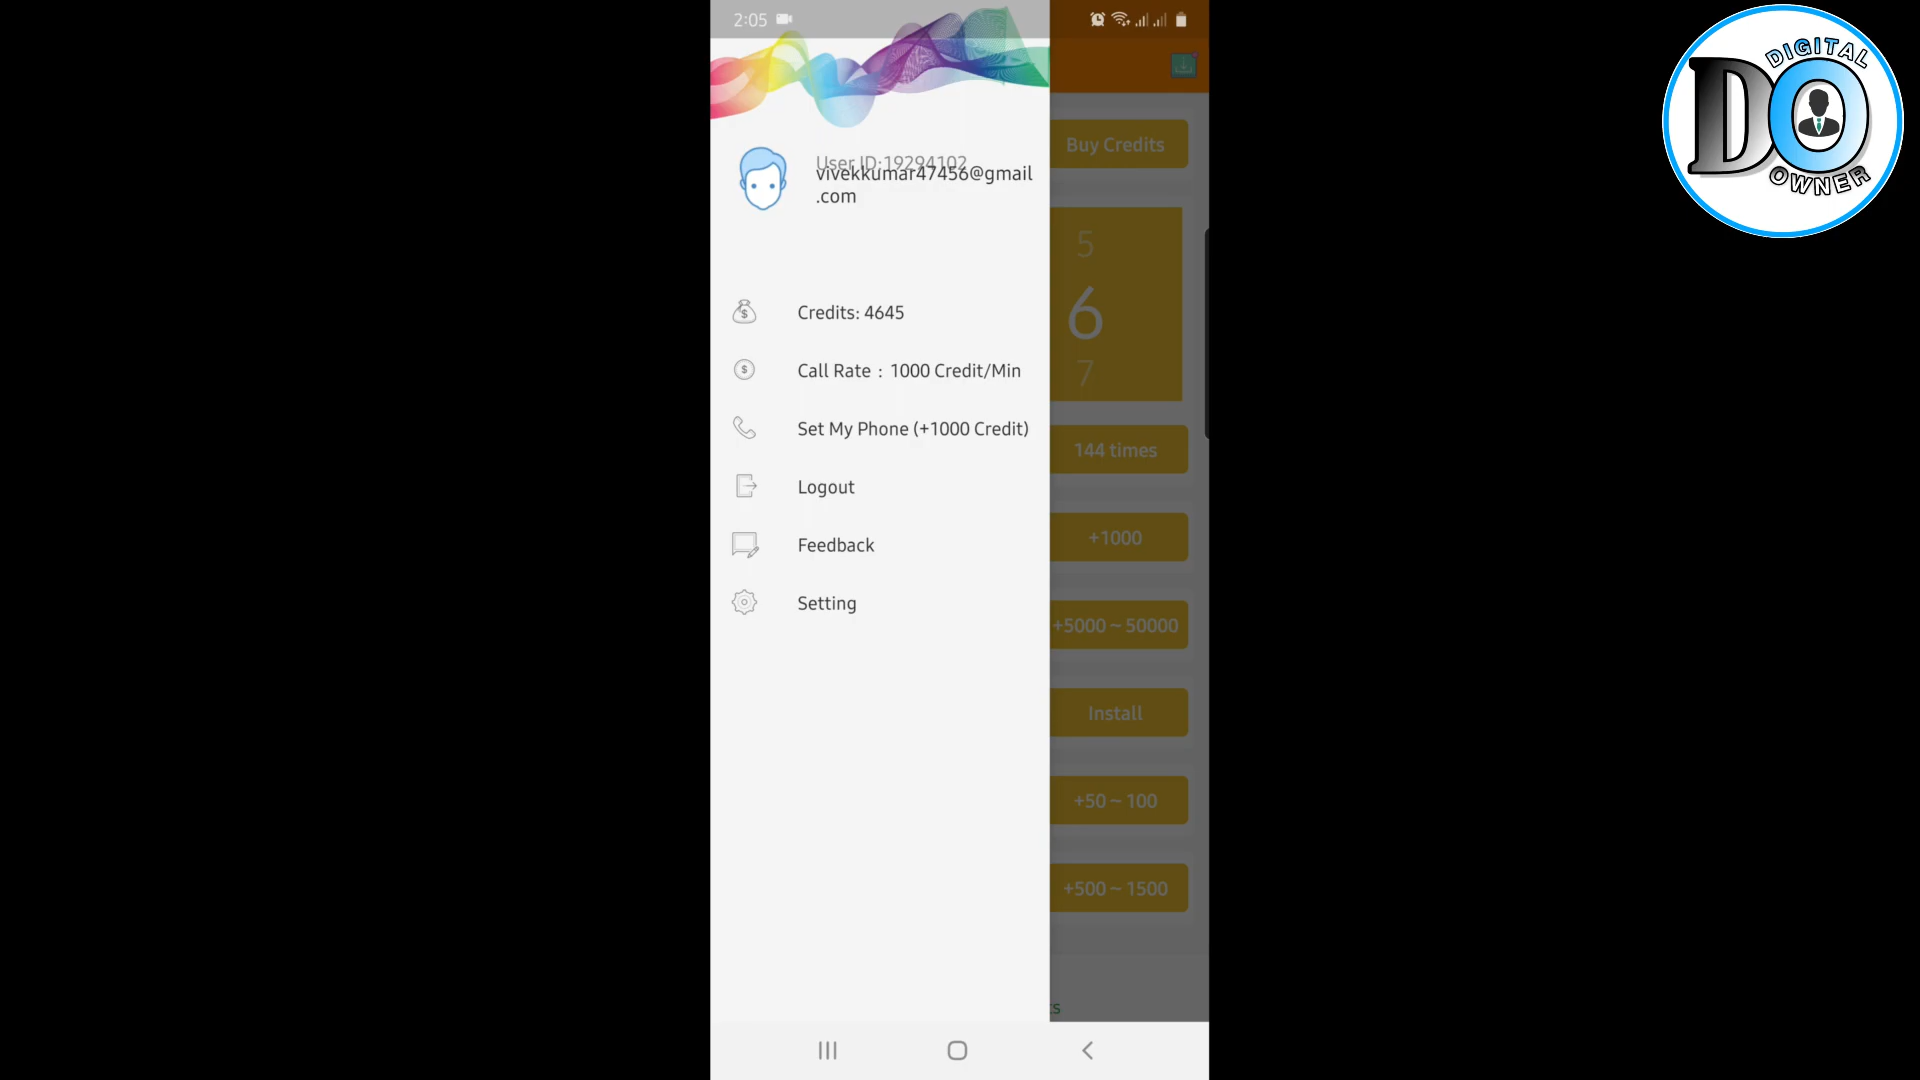 2:05
DIGITAL
DO
OWNER
User ID:19294102
vivekkumar47456@gmail
.com
Buy Credits
5
6
7
Credits: 4645
Call Rate : 1000 Credit/Min
Set My Phone (+1000 Credit)
144 times
Logout
+1000
Feedback
Setting
+5000 ~ 50000
Install
+50 ~ 100
+500 ~ 1500